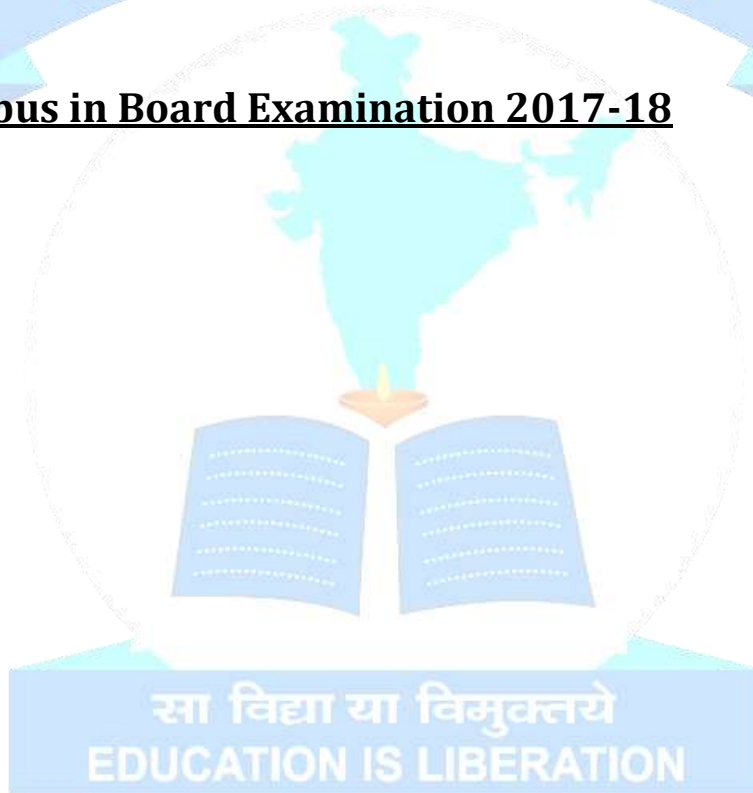 in Board Examination 2017-18
सा विद्या या विमुक्तये
EDUCATION IS LIBERATION